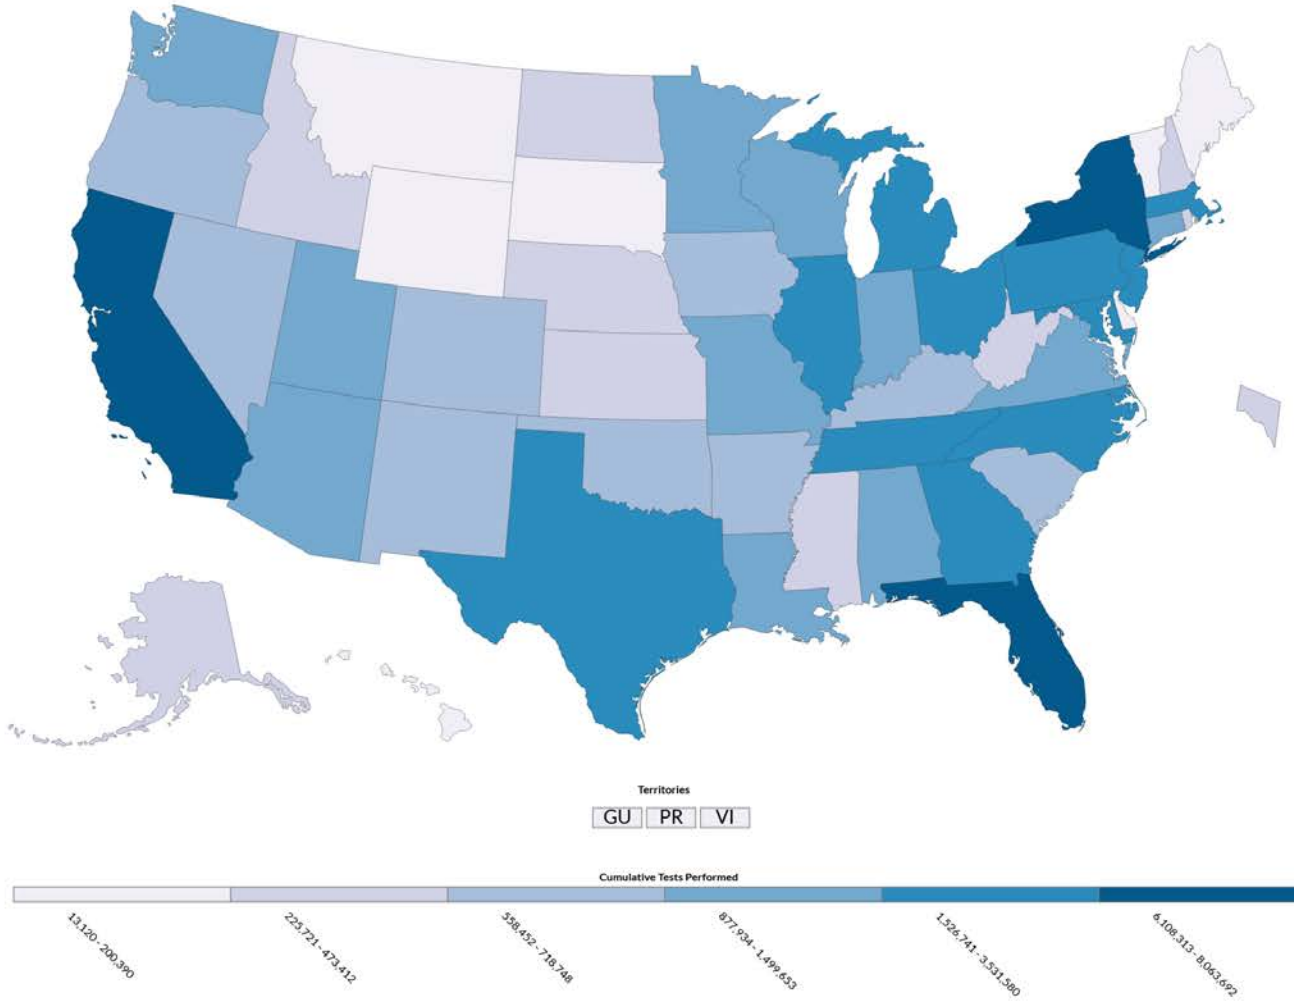 Territories
GU PR VI
Cumulative Tests Performed
13,120 - 200,390
225,721 - 473,412
558,452 - 718,748
877,934 - 1,499,653
1,526,741 - 3,531,580
6,108,313 - 8,063,692